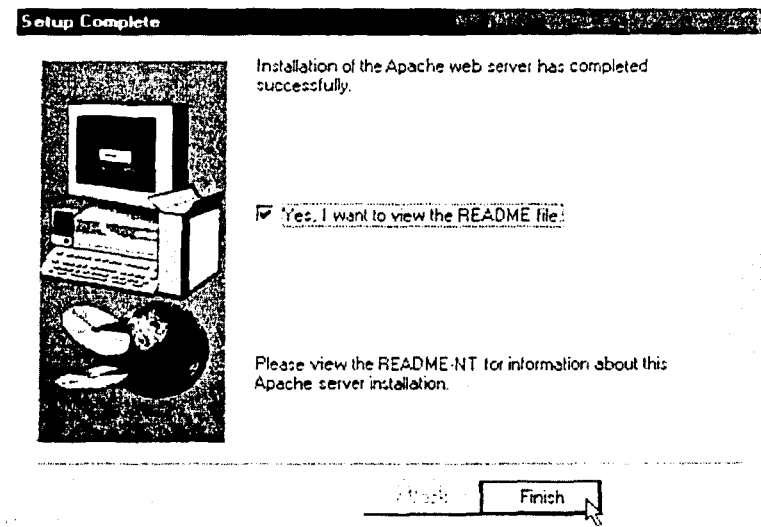 Setup Complete
Installation of the Apache web server has completed
successfully.
Yes, I want to view the README file.
Please view the README-NT for information about this
Apache server installation.
Finish